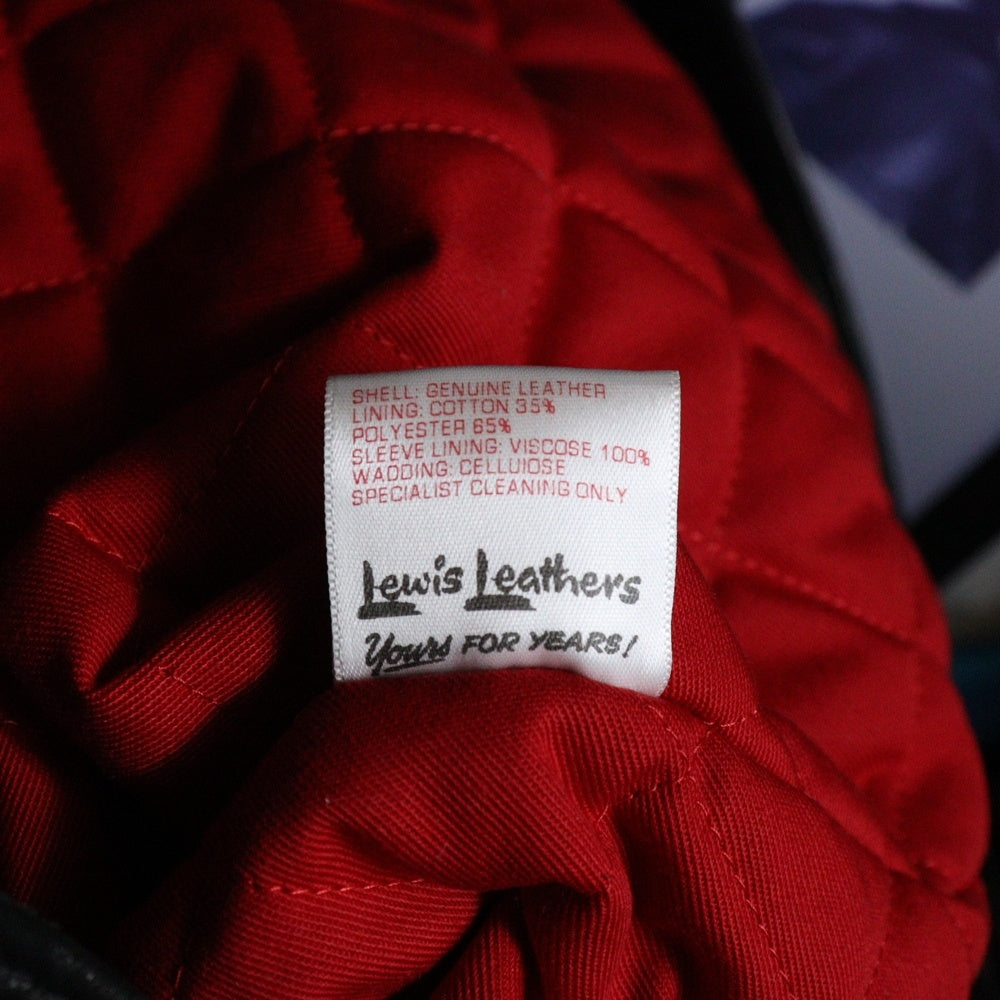 SHELL: GENUINE LEATHER
LINING: COTTON 35%
POLYESTER 65%
SLEEVE LINING: VISCOSE 100%
WADDING: CELLUIOSE
SPECIALIST CLEANING ONLY
Lewis Leathers
Yours FOR YEARS!